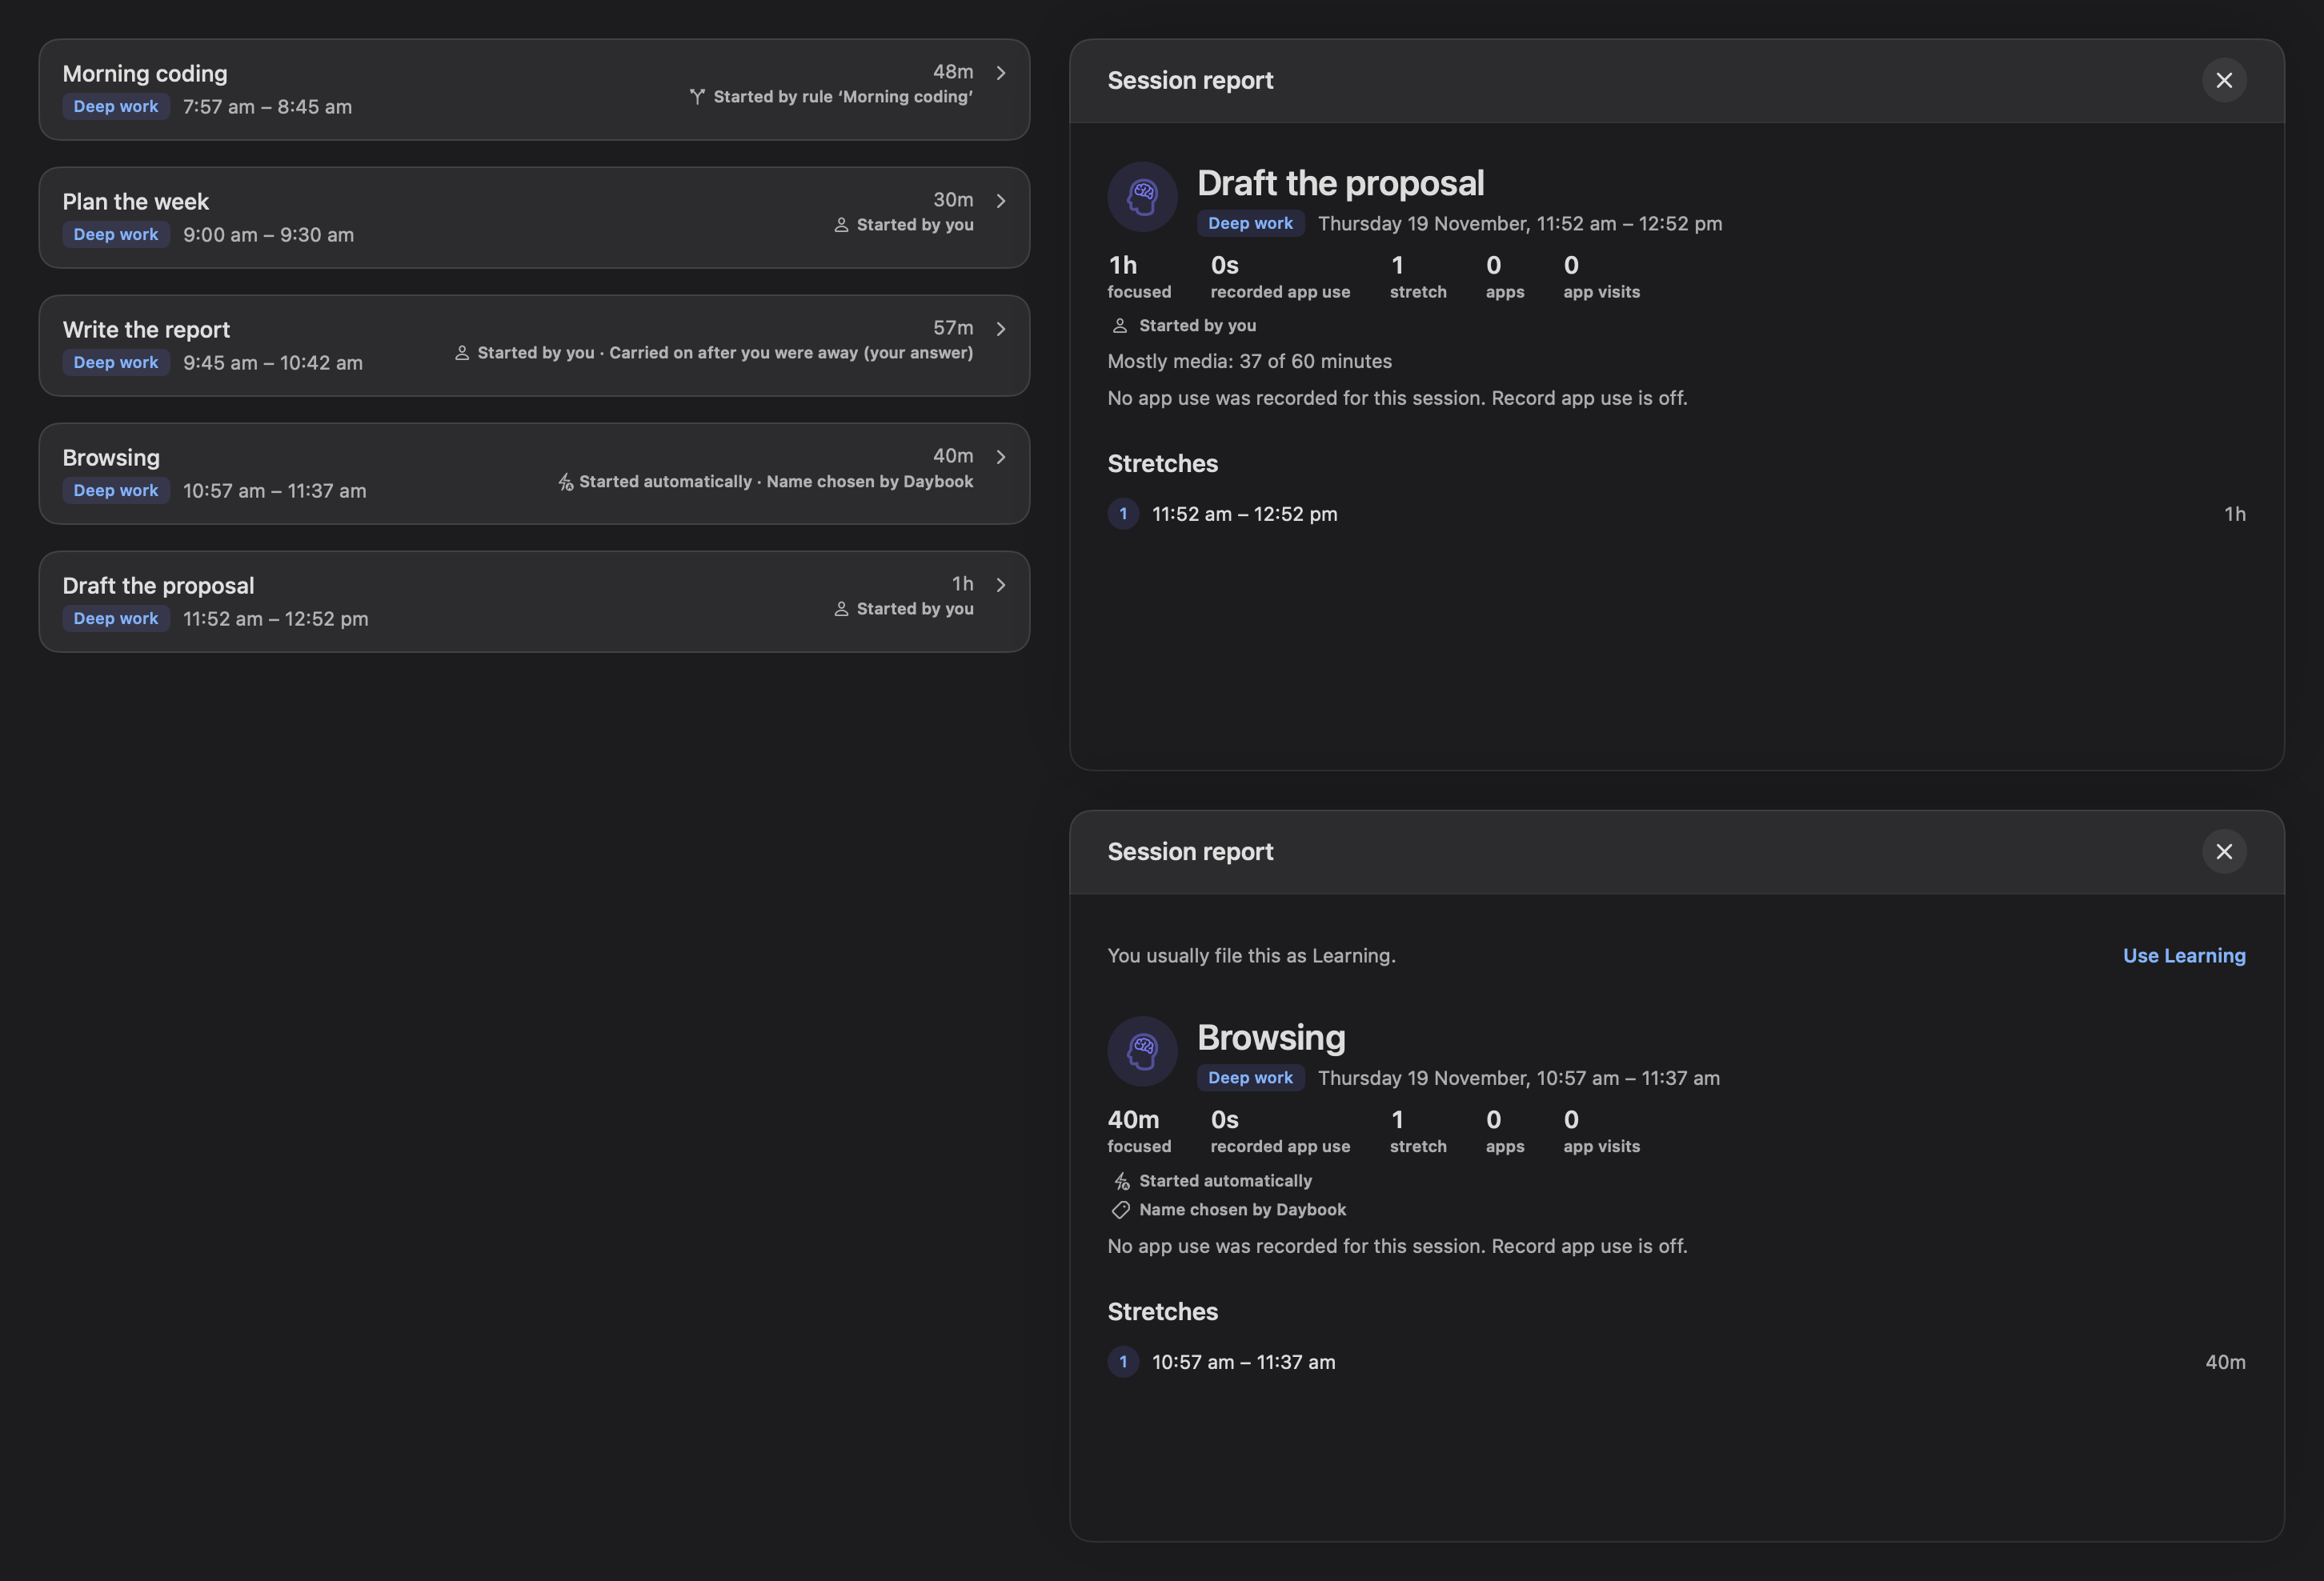 Morning coding
48m
Deep work 7:57 am – 8:45 am
Started by rule ‘Morning coding’
Plan the week
30m
Deep work 9:00 am – 9:30 am
Started by you
Write the report
57m
Deep work 9:45 am – 10:42 am
Started by you · Carried on after you were away (your answer)
Browsing
40m
Deep work 10:57 am – 11:37 am
Started automatically · Name chosen by Daybook
Draft the proposal
1h
Deep work 11:52 am – 12:52 pm
Started by you
Session report
Draft the proposal
Deep work Thursday 19 November, 11:52 am – 12:52 pm
1h 0s 1 0 0
focused recorded app use stretch apps app visits
Started by you
Mostly media: 37 of 60 minutes
No app use was recorded for this session. Record app use is off.
Stretches
1 11:52 am – 12:52 pm 1h
Session report
You usually file this as Learning. Use Learning
Browsing
Deep work Thursday 19 November, 10:57 am – 11:37 am
40m 0s 1 0 0
focused recorded app use stretch apps app visits
Started automatically
Name chosen by Daybook
No app use was recorded for this session. Record app use is off.
Stretches
1 10:57 am – 11:37 am 40m